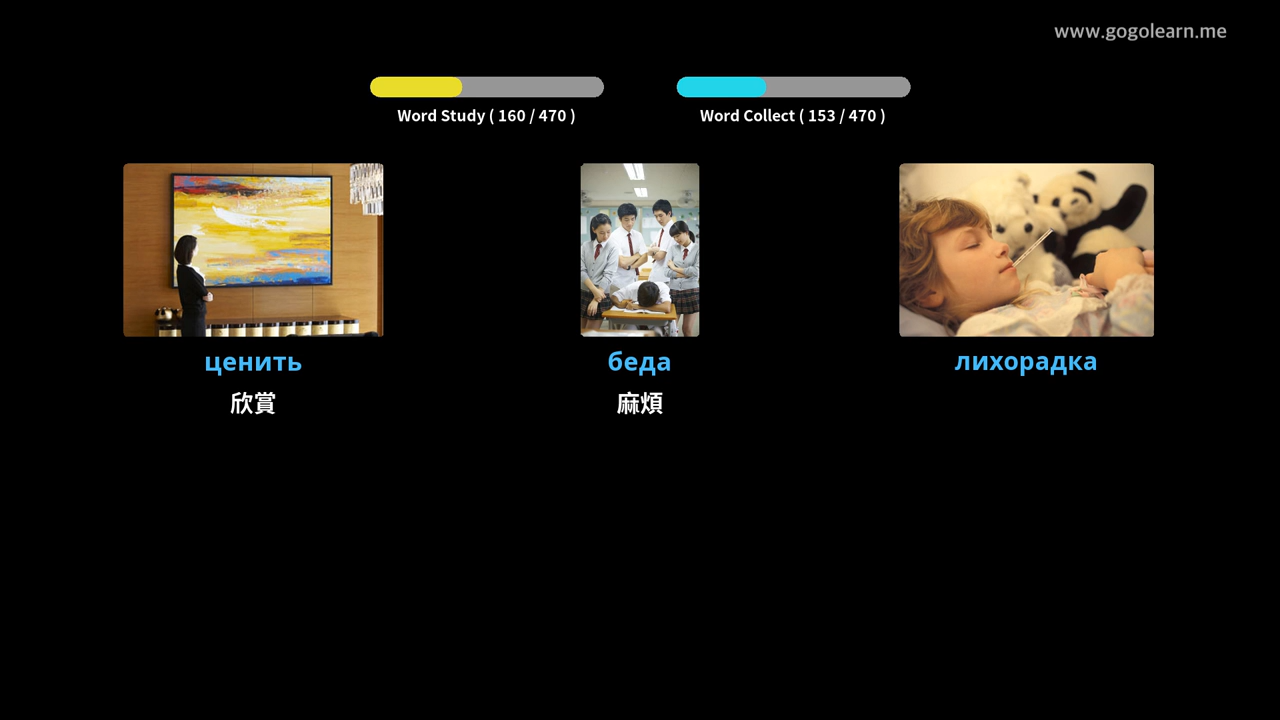 www.gogolearn.me
Word Study ( 160 / 470 )
Word Collect ( 153 / 470 )
ценить
беда
лихорадка
欣賞
麻煩